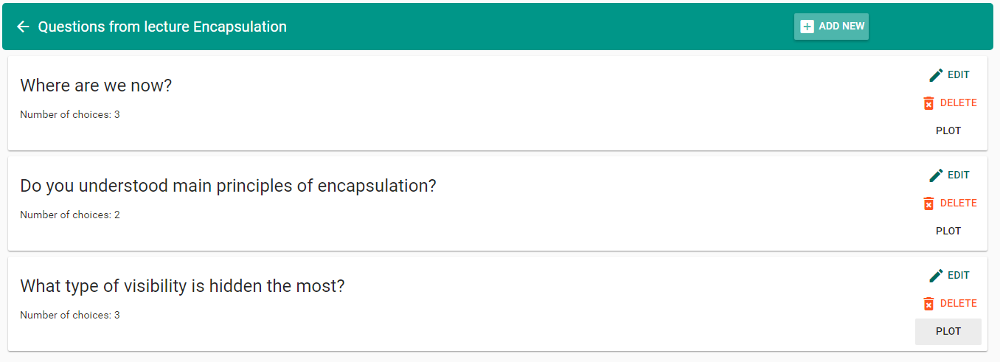 Questions from lecture Encapsulation
ADD NEW
Where are we now?
Number of choices: 3
EDIT
DELETE
PLOT
Do you understood main principles of encapsulation?
Number of choices: 2
EDIT
DELETE
PLOT
What type of visibility is hidden the most?
Number of choices: 3
EDIT
DELETE
PLOT